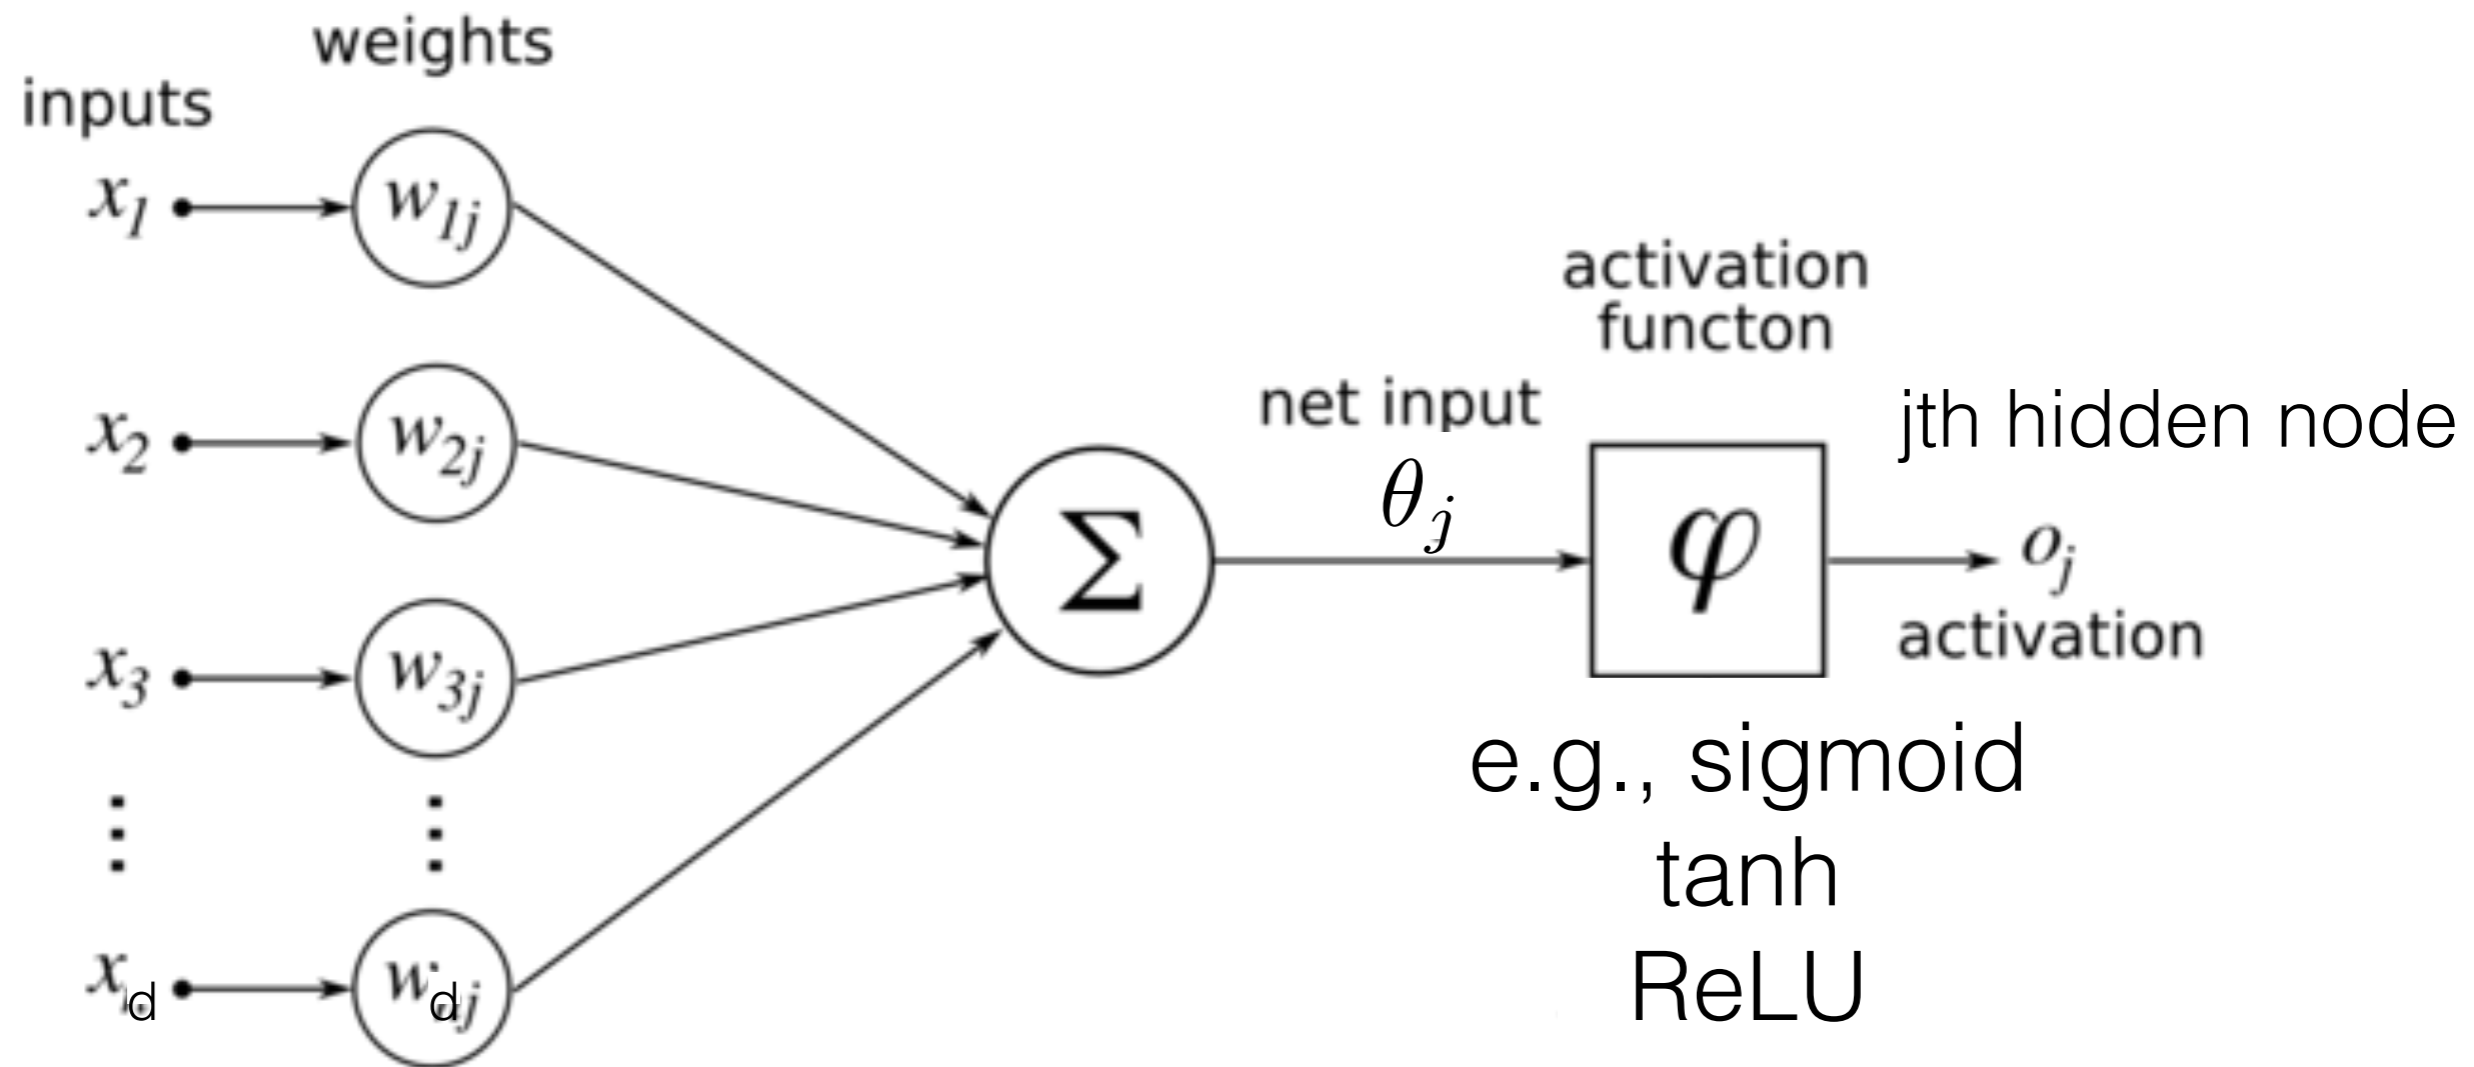 weights
inputs
x1
w1j
x2
w2j
x3
w3j
⋮
⋮
xd
wdj
Σ
net input
θj
activation
functon
φ
jth hidden node
oj
activation
e.g., sigmoid
tanh
ReLU